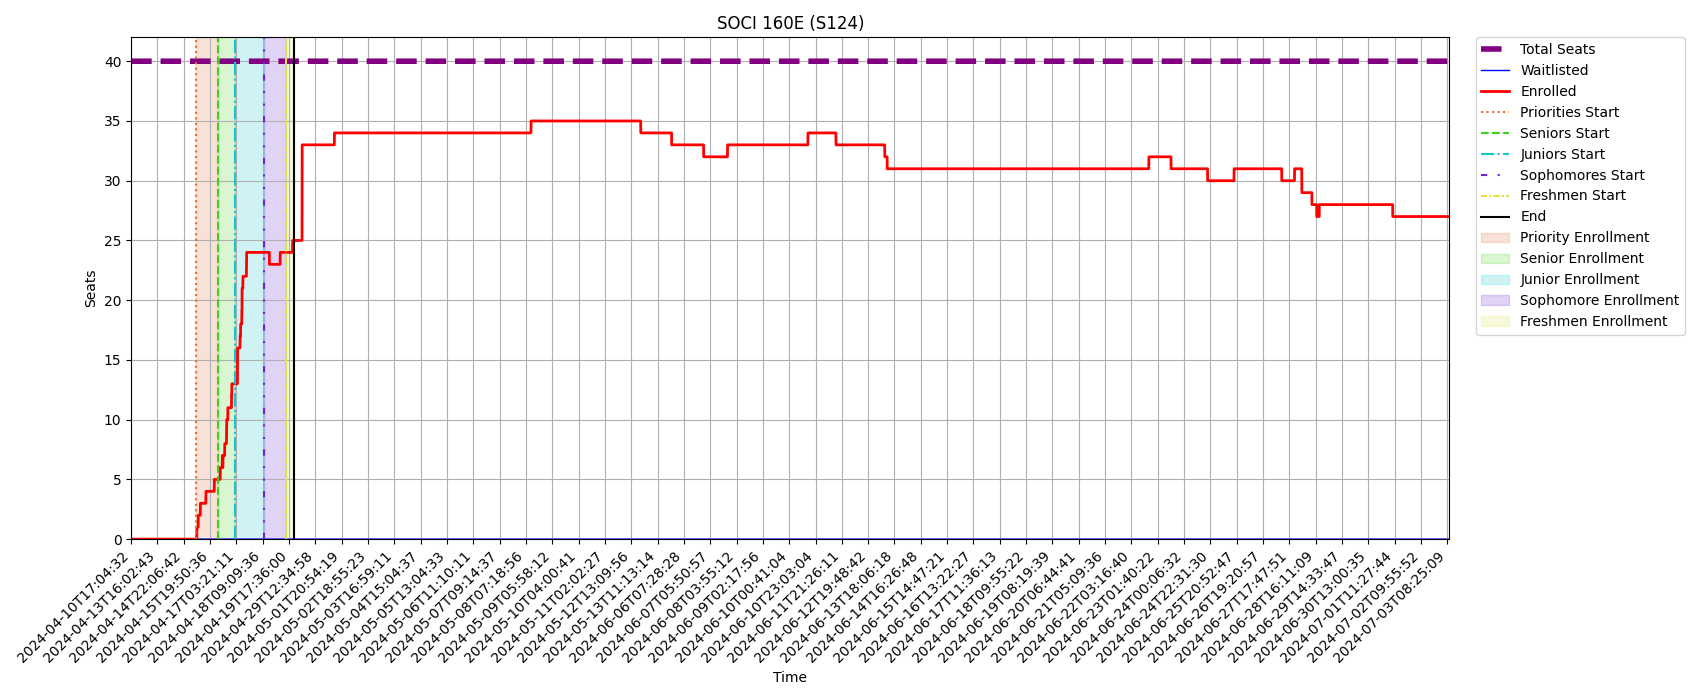 SOCI 160E (S124)
Seats
40
35
30
25
20
15
10
5
0
2024-04-10T17:04:32
2024-04-13T16:02:43
2024-04-14T22:06:42
2024-04-15T19:50:36
2024-04-17T03:21:11
2024-04-18T09:09:36
2024-04-19T17:36:00
2024-04-29T12:34:58
2024-05-01T20:54:19
2024-05-02T18:55:23
2024-05-03T16:59:11
2024-05-04T15:04:37
2024-05-05T13:04:33
2024-05-06T11:10:11
2024-05-07T09:14:37
2024-05-08T07:18:56
2024-05-09T05:58:12
2024-05-10T04:00:41
2024-05-11T02:02:27
2024-05-12T13:09:56
2024-05-13T11:13:14
2024-06-06T07:28:28
2024-06-07T05:50:57
2024-06-08T03:55:12
2024-06-09T02:17:56
2024-06-10T00:41:04
2024-06-10T23:03:04
2024-06-11T21:26:11
2024-06-12T19:48:42
2024-06-13T18:06:18
2024-06-14T16:26:48
2024-06-15T14:47:21
2024-06-16T13:22:27
2024-06-17T11:36:13
2024-06-18T09:55:22
2024-06-19T08:19:39
2024-06-20T06:44:41
2024-06-21T05:09:36
2024-06-22T03:16:40
2024-06-23T01:40:22
2024-06-24T00:06:32
2024-06-24T22:31:30
2024-06-25T20:52:47
2024-06-26T19:20:57
2024-06-27T17:47:51
2024-06-28T16:11:09
2024-06-29T14:33:47
2024-06-30T13:00:35
2024-07-01T11:27:44
2024-07-02T09:55:52
2024-07-03T08:25:09
Time
Total Seats
Waitlisted
Enrolled
Priorities Start
Seniors Start
Juniors Start
Sophomores Start
Freshmen Start
End
Priority Enrollment
Senior Enrollment
Junior Enrollment
Sophomore Enrollment
Freshmen Enrollment